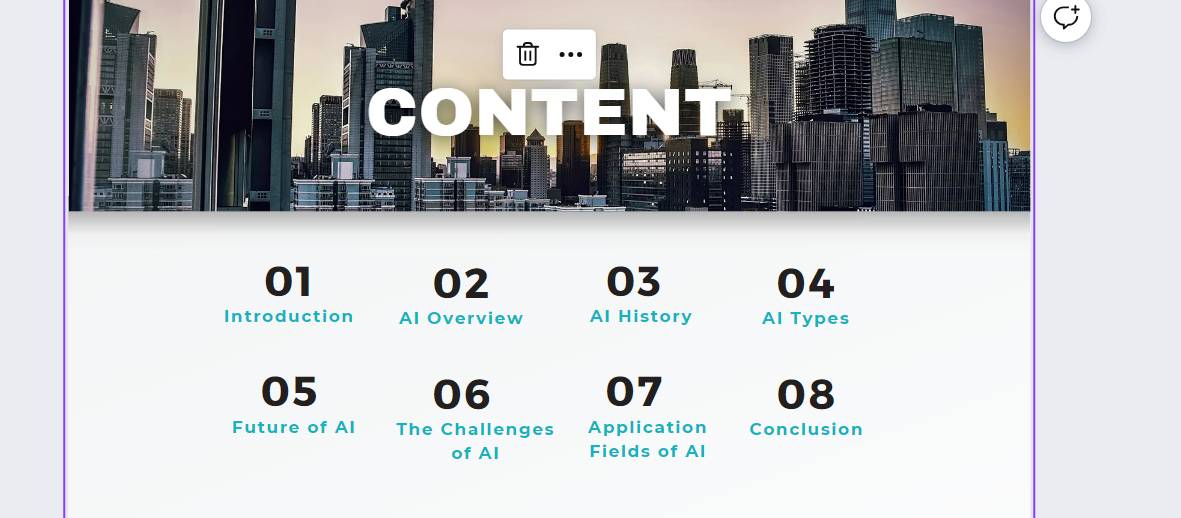 CONTENT
01 02 03 04
Introduction AI Overview AI History AI Types
05 06 07 08
Future of AI The Challenges Application Conclusion
of AI Fields of AI